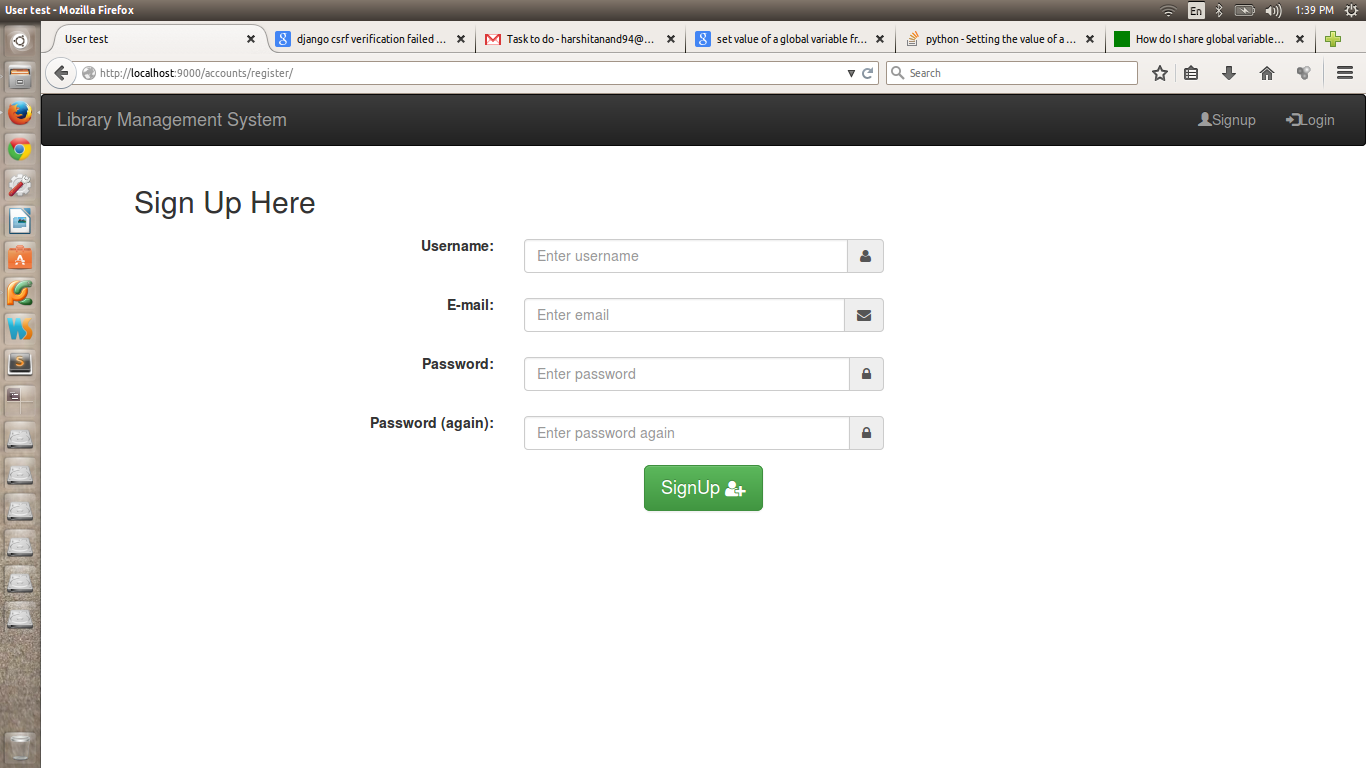 User test - Mozilla Firefox
En
1:39 PM
User test
django csrf verification failed ...
Task to do - harshitanand94@...
set value of a global variable fr...
python - Setting the value of a ...
How do I share global variable...
http://localhost:9000/accounts/register/
Search
Library Management System
Signup
Login
Sign Up Here
Username:
Enter username
E-mail:
Enter email
Password:
Enter password
Password (again):
Enter password again
SignUp